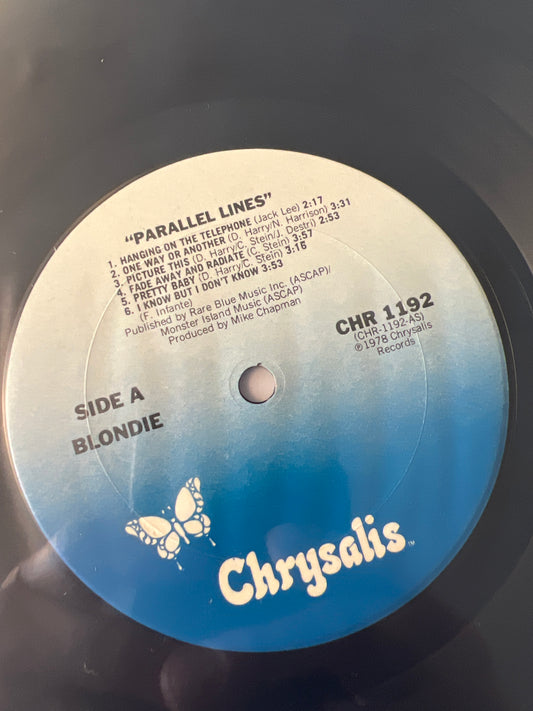 "PARALLEL LINES"
1. HANGING ON THE TELEPHONE (Jack Lee) 2:17
2. ONE WAY OR ANOTHER (D. Harry/N. Harrison) 3:31
3. PICTURE THIS (D. Harry/C. Stein/J. Destri) 2:53
4. FADE AWAY AND RADIATE (C. Stein) 3:57
5. PRETTY BABY (D. Harry/C. Stein) 3:16
6. I KNOW BUT I DON'T KNOW 3:53
(F. Infante)
Published by Rare Blue Music Inc. (ASCAP)/
Monster Island Music (ASCAP)
Produced by Mike Chapman
CHR 1192
(CHR-1192-AS)
℗1978 Chrysalis
Records
SIDE A
BLONDIE
Chrysalis™